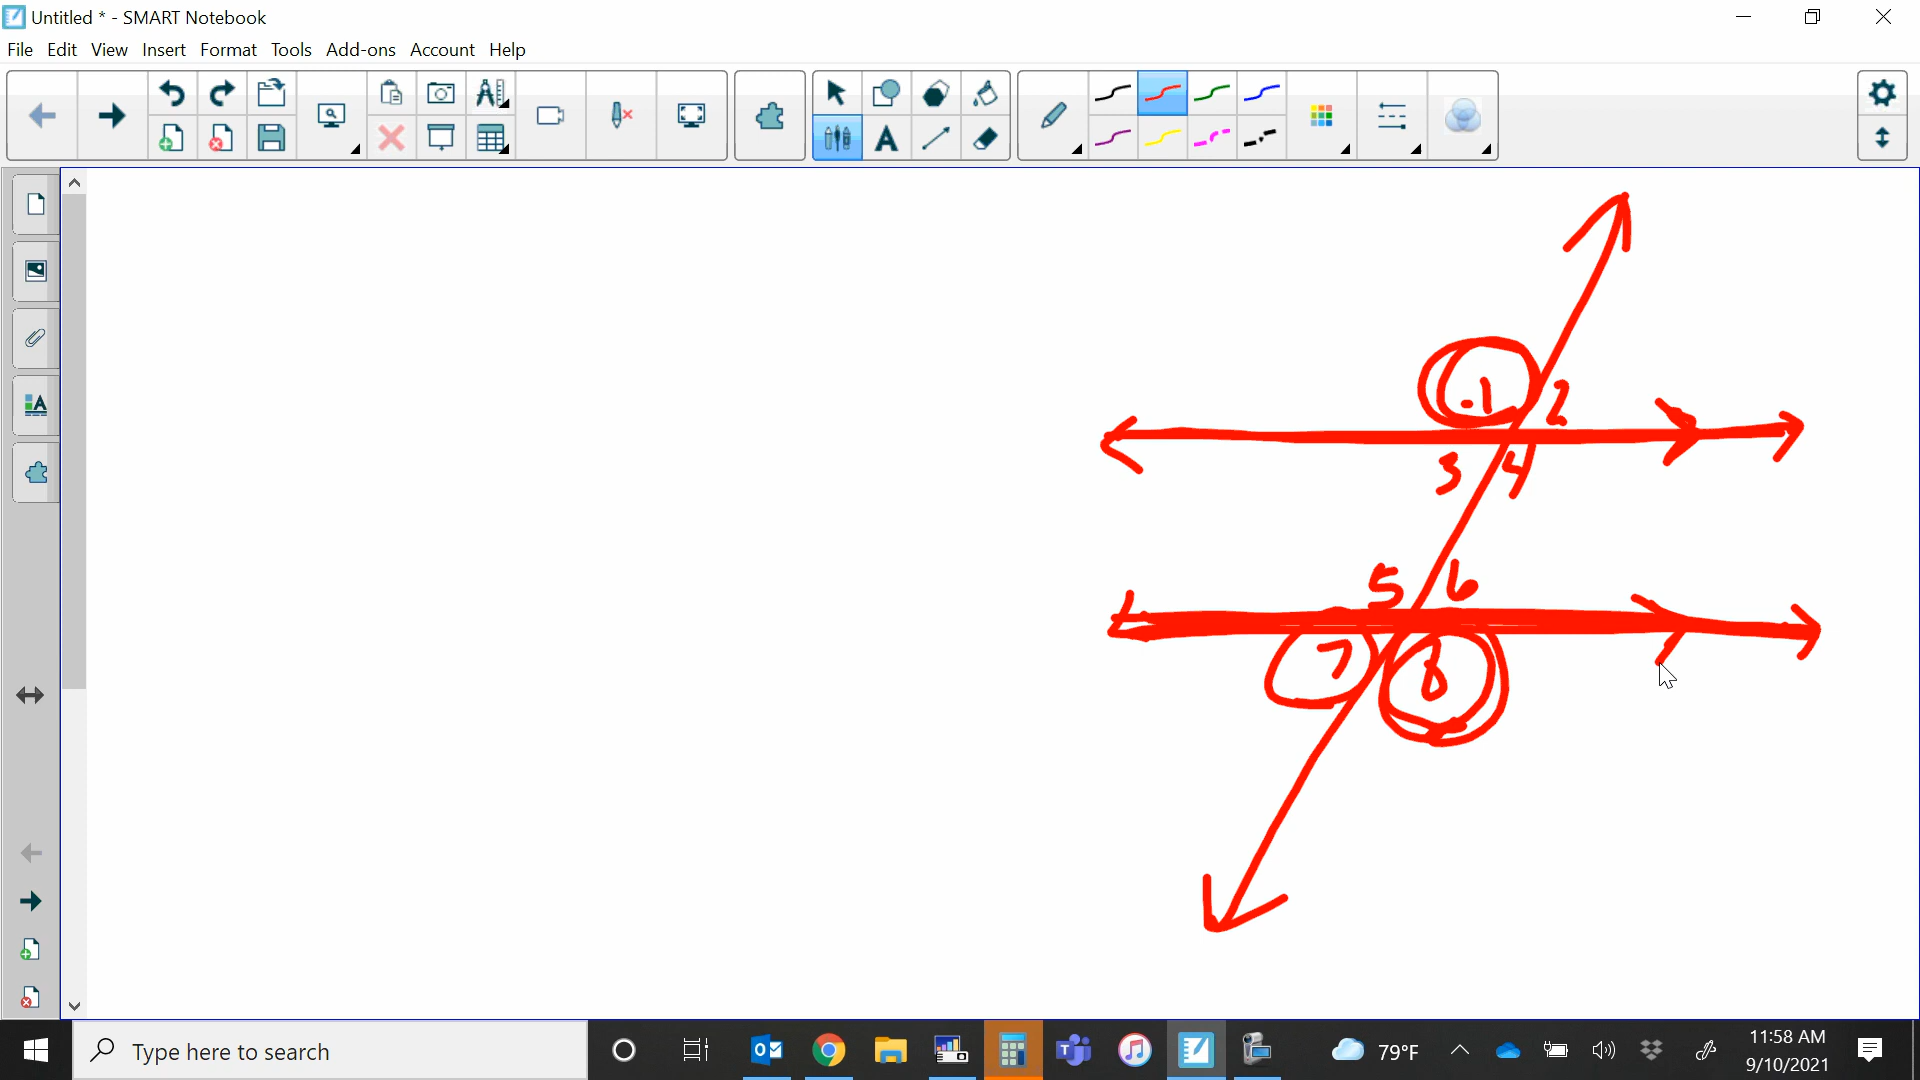 Untitled * - SMART Notebook
File Edit View Insert Format Tools Add-ons Account Help
1
2
3 4
5 6
7 8
Type here to search
79°F
11:58 AM
9/10/2021